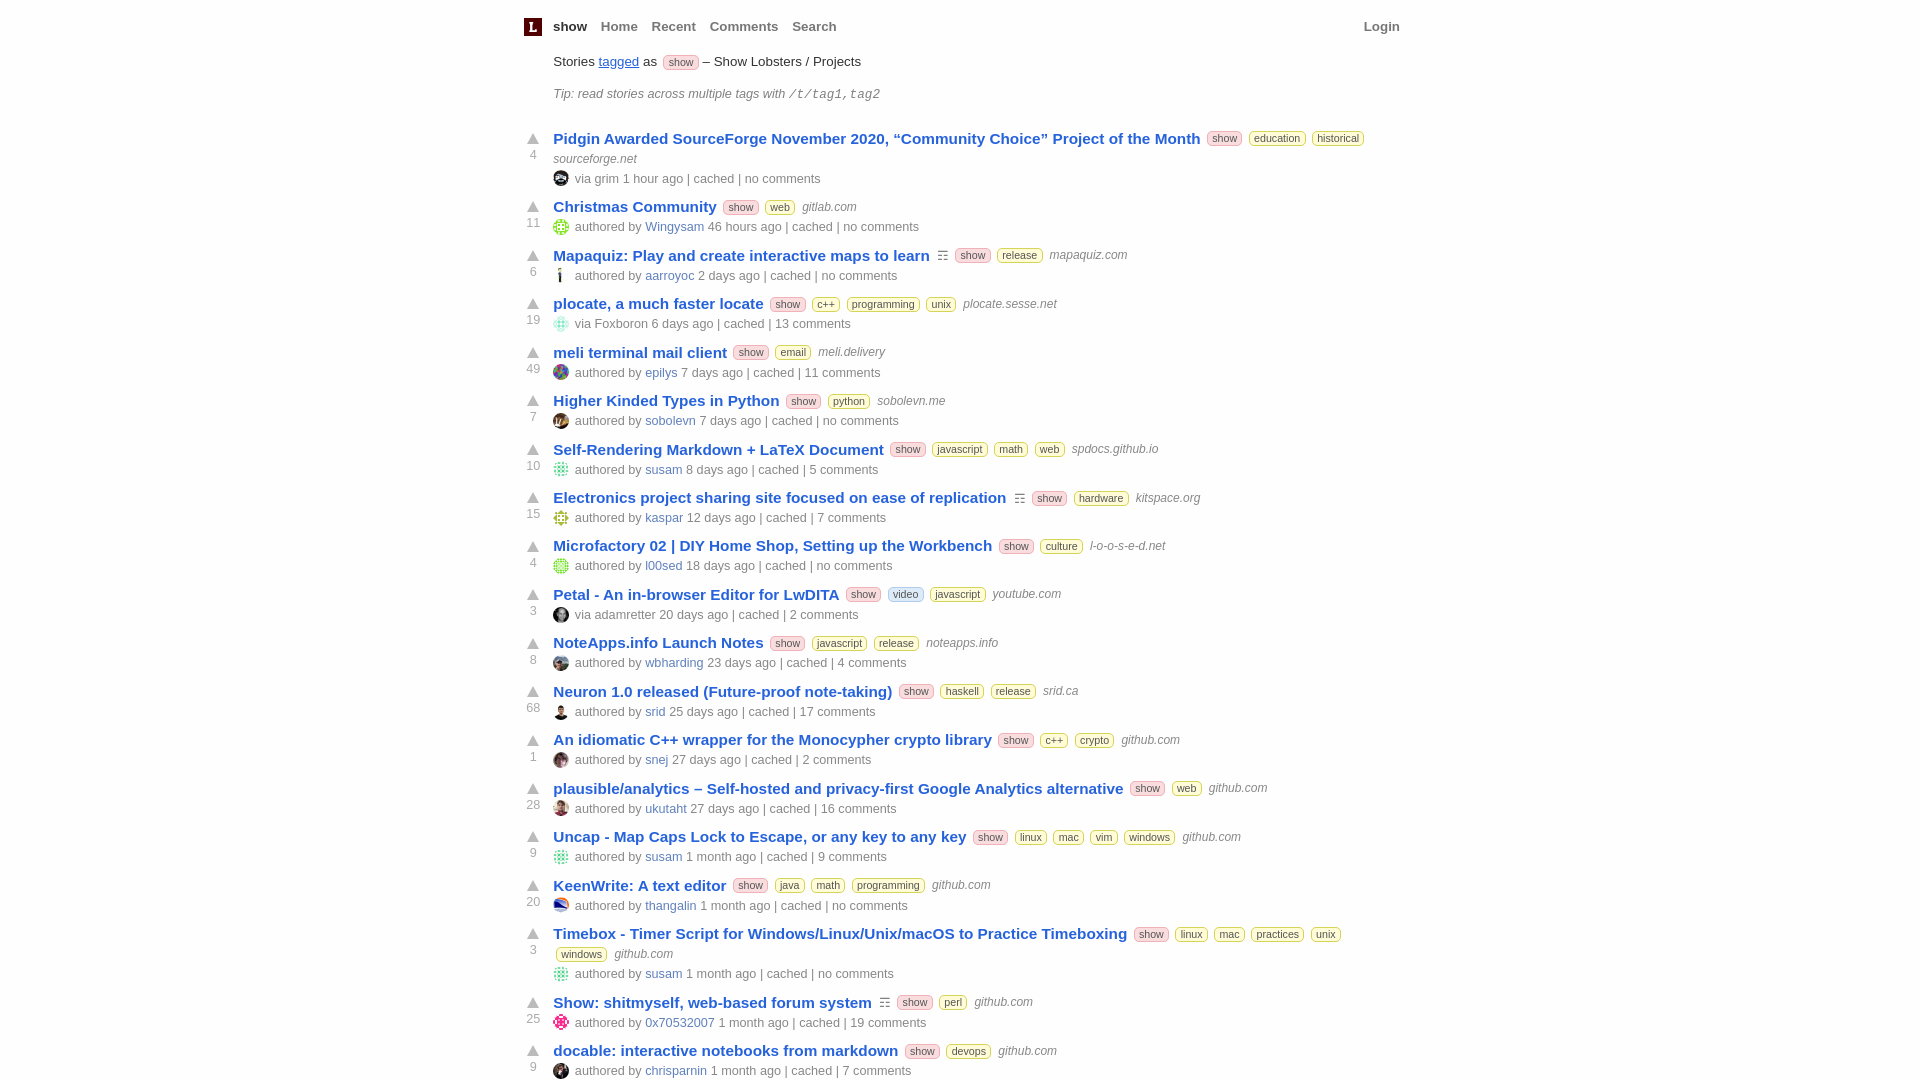 L show Home Recent Comments Search Login
Stories tagged as show – Show Lobsters / Projects
Tip: read stories across multiple tags with /t/tag1,tag2
Pidgin Awarded SourceForge November 2020, “Community Choice” Project of the Month show education historical
4 sourceforge.net
via grim 1 hour ago | cached | no comments
Christmas Community show web gitlab.com
11 authored by Wingysam 46 hours ago | cached | no comments
Mapaquiz: Play and create interactive maps to learn ☶ show release mapaquiz.com
6 authored by aarroyoc 2 days ago | cached | no comments
plocate, a much faster locate show c++ programming unix plocate.sesse.net
19 via Foxboron 6 days ago | cached | 13 comments
meli terminal mail client show email meli.delivery
49 authored by epilys 7 days ago | cached | 11 comments
Higher Kinded Types in Python show python sobolevn.me
7 authored by sobolevn 7 days ago | cached | no comments
Self-Rendering Markdown + LaTeX Document show javascript math web spdocs.github.io
10 authored by susam 8 days ago | cached | 5 comments
Electronics project sharing site focused on ease of replication ☶ show hardware kitspace.org
15 authored by kaspar 12 days ago | cached | 7 comments
Microfactory 02 | DIY Home Shop, Setting up the Workbench show culture l-o-o-s-e-d.net
4 authored by l00sed 18 days ago | cached | no comments
Petal - An in-browser Editor for LwDITA show video javascript youtube.com
3 via adamretter 20 days ago | cached | 2 comments
NoteApps.info Launch Notes show javascript release noteapps.info
8 authored by wbharding 23 days ago | cached | 4 comments
Neuron 1.0 released (Future-proof note-taking) show haskell release srid.ca
68 authored by srid 25 days ago | cached | 17 comments
An idiomatic C++ wrapper for the Monocypher crypto library show c++ crypto github.com
1 authored by snej 27 days ago | cached | 2 comments
plausible/analytics – Self-hosted and privacy-first Google Analytics alternative show web github.com
28 authored by ukutaht 27 days ago | cached | 16 comments
Uncap - Map Caps Lock to Escape, or any key to any key show linux mac vim windows github.com
9 authored by susam 1 month ago | cached | 9 comments
KeenWrite: A text editor show java math programming github.com
20 authored by thangalin 1 month ago | cached | no comments
Timebox - Timer Script for Windows/Linux/Unix/macOS to Practice Timeboxing show linux mac practices unix
3 windows github.com
authored by susam 1 month ago | cached | no comments
Show: shitmyself, web-based forum system ☶ show perl github.com
25 authored by 0x70532007 1 month ago | cached | 19 comments
docable: interactive notebooks from markdown show devops github.com
9 authored by chrisparnin 1 month ago | cached | 7 comments